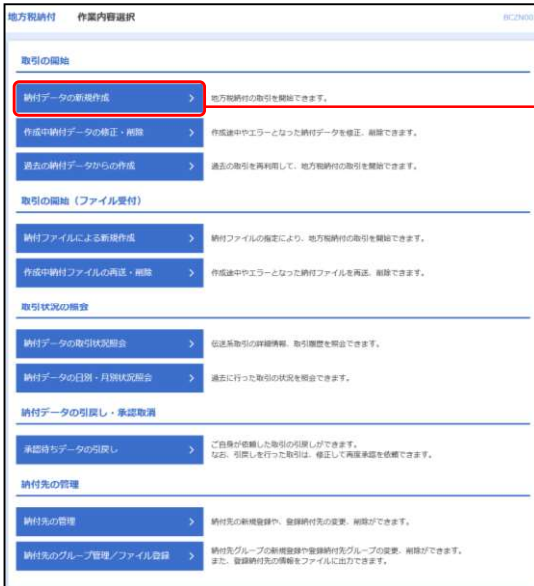 地方税納付　作業内容選択
BCZN00
取引の開始
納付データの新規作成
地方税納付の取引を開始できます。
作成中納付データの修正・削除
作成途中やエラーとなった納付データを修正、削除できます。
過去の納付データからの作成
過去の取引を再利用して、地方税納付の取引を開始できます。
取引の開始（ファイル受付）
納付ファイルによる新規作成
納付ファイルの指定により、地方税納付の取引を開始できます。
作成中納付ファイルの再送・削除
作成途中やエラーとなった納付ファイルを再送、削除できます。
取引状況の照会
納付データの取引状況照会
伝送系取引の詳細情報、取引履歴を照会できます。
納付データの日別・月別状況照会
過去に行った取引の状況を照会できます。
納付データの引戻し・承認取消
承認待ちデータの引戻し
ご自身が依頼した取引の引戻しができます。
なお、引戻しを行った取引は、修正して再度承認を依頼できます。
納付先の管理
納付先の管理
納付先の新規登録や、登録納付先の変更、削除ができます。
納付先のグループ管理/ファイル登録
納付先グループの新規登録や登録納付先グループの変更、削除ができます。
また、登録納付先の情報をファイルに出力できます。